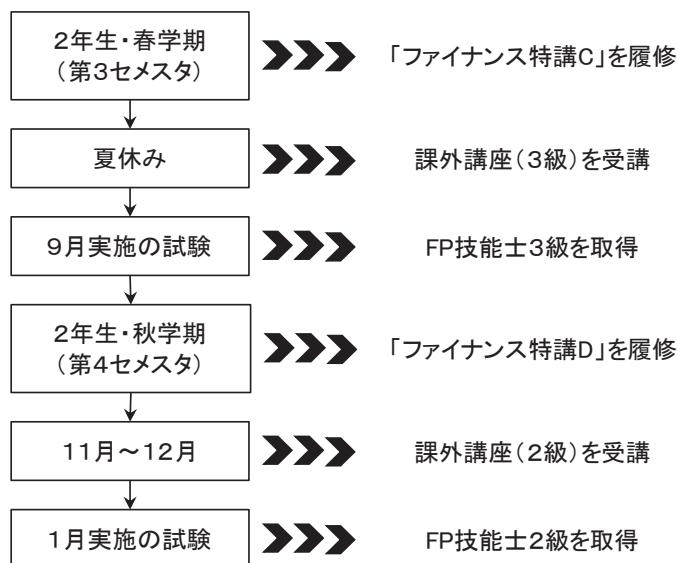 2年生・春学期
(第3セメスタ)
「ファイナンス特講C」を履修
夏休み
課外講座(3級)を受講
9月実施の試験
FP技能士3級を取得
2年生・秋学期
(第4セメスタ)
「ファイナンス特講D」を履修
11月~12月
課外講座(2級)を受講
1月実施の試験
FP技能士2級を取得